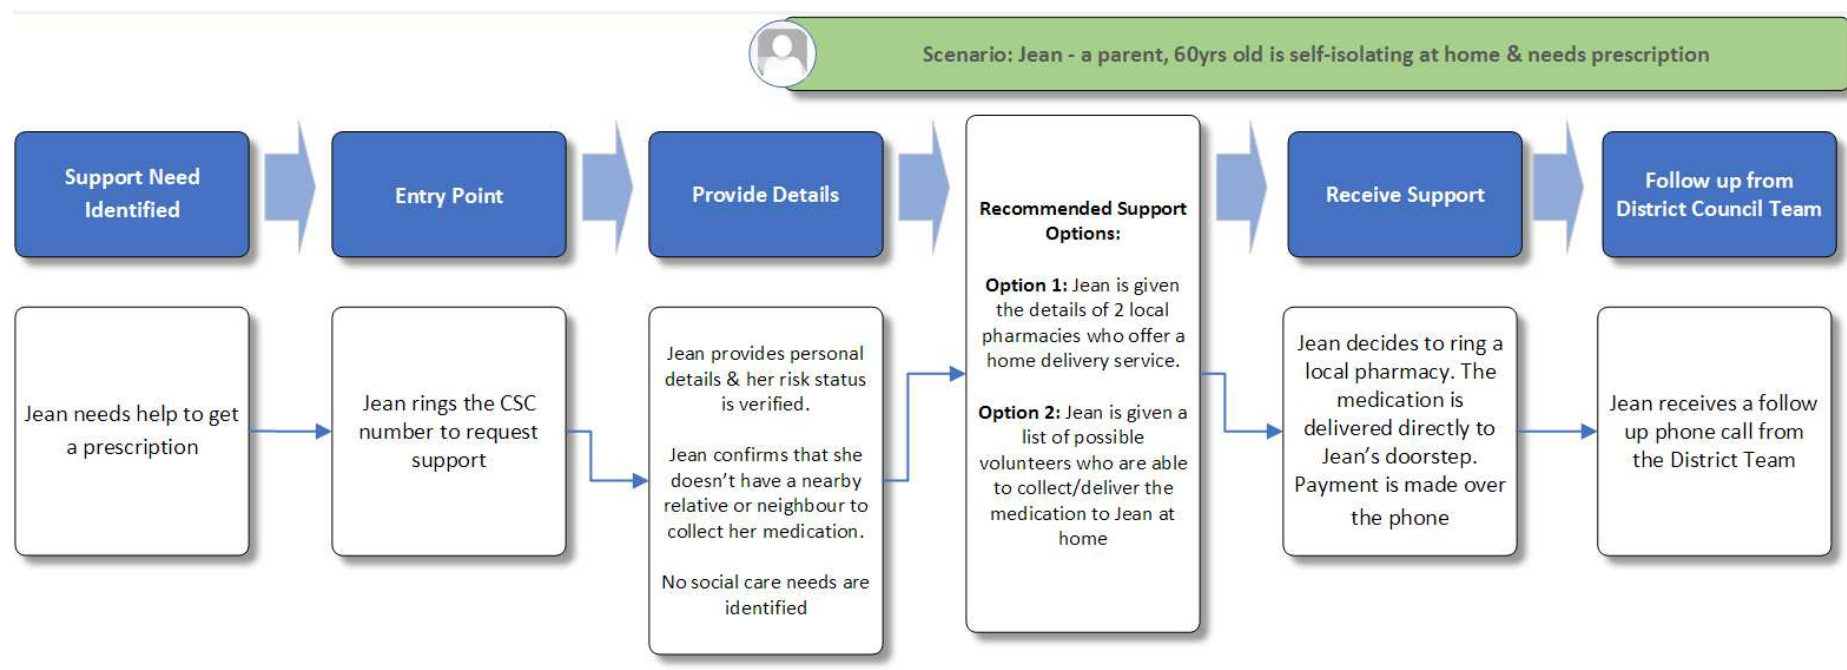 Scenario: Jean - a parent, 60yrs old is self-isolating at home & needs prescription
Support Need
Identified
Entry Point
Provide Details
Recommended Support
Options:
Option 1: Jean is given
the details of 2 local
pharmacies who offer a
home delivery service.
Option 2: Jean is given a
list of possible
volunteers who are able
to collect/deliver the
medication to Jean at
home
Receive Support
Follow up from
District Council Team
Jean needs help to get
a prescription
Jean rings the CSC
number to request
support
Jean provides personal
details & her risk status
is verified.
Jean confirms that she
doesn't have a nearby
relative or neighbour to
collect her medication.
No social care needs are
identified
Jean decides to ring a
local pharmacy. The
medication is
delivered directly to
Jean's doorstep.
Payment is made over
the phone
Jean receives a follow
up phone call from
the District Team